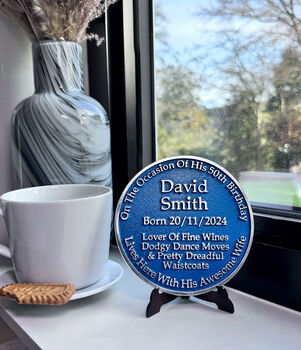 On The Occasion Of His 50th Birthday
David
Smith
Born 20/11/2024
Lover Of Fine Wines
Dodgy Dance Moves
& Pretty Dreadful
Waistcoats
Lives Here With His Awesome Wife